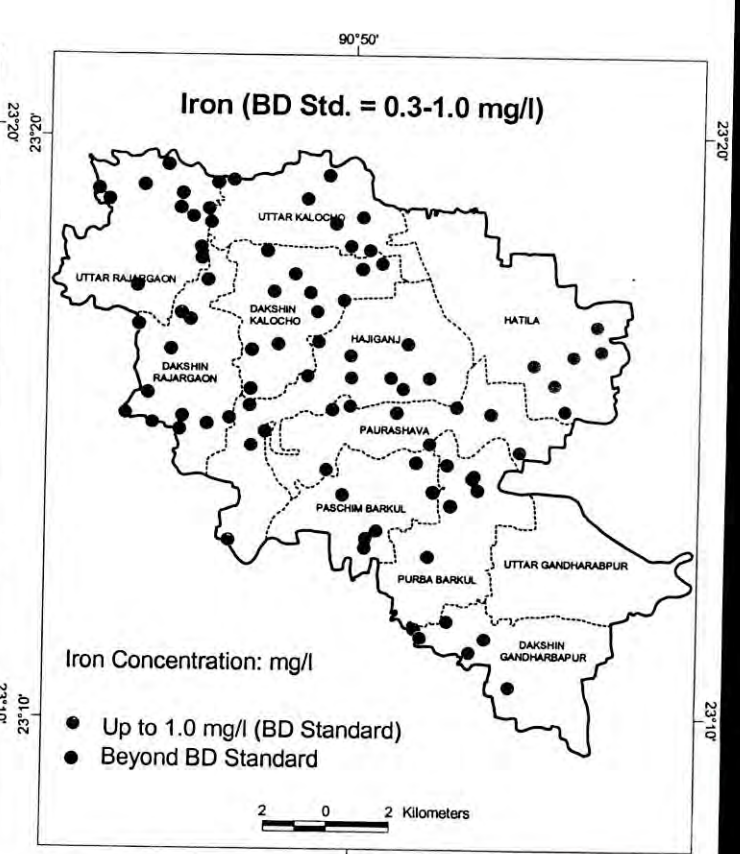 90°50'
Iron (BD Std. = 0.3-1.0 mg/l)
23°20'
23°20'
23°20'
UTTAR KALOCHO
UTTAR RAJARGAON
DAKSHIN
KALOCHO
HATILA
HAJIGANJ
DAKSHIN
RAJARGAON
PAURASHAVA
PASCHIM BARKUL
UTTAR GANDHARABPUR
PURBA BARKUL
DAKSHIN
GANDHARBAPUR
Iron Concentration: mg/l
23°10'
23°10'
Up to 1.0 mg/l (BD Standard)
Beyond BD Standard
2 0 2 Kilometers